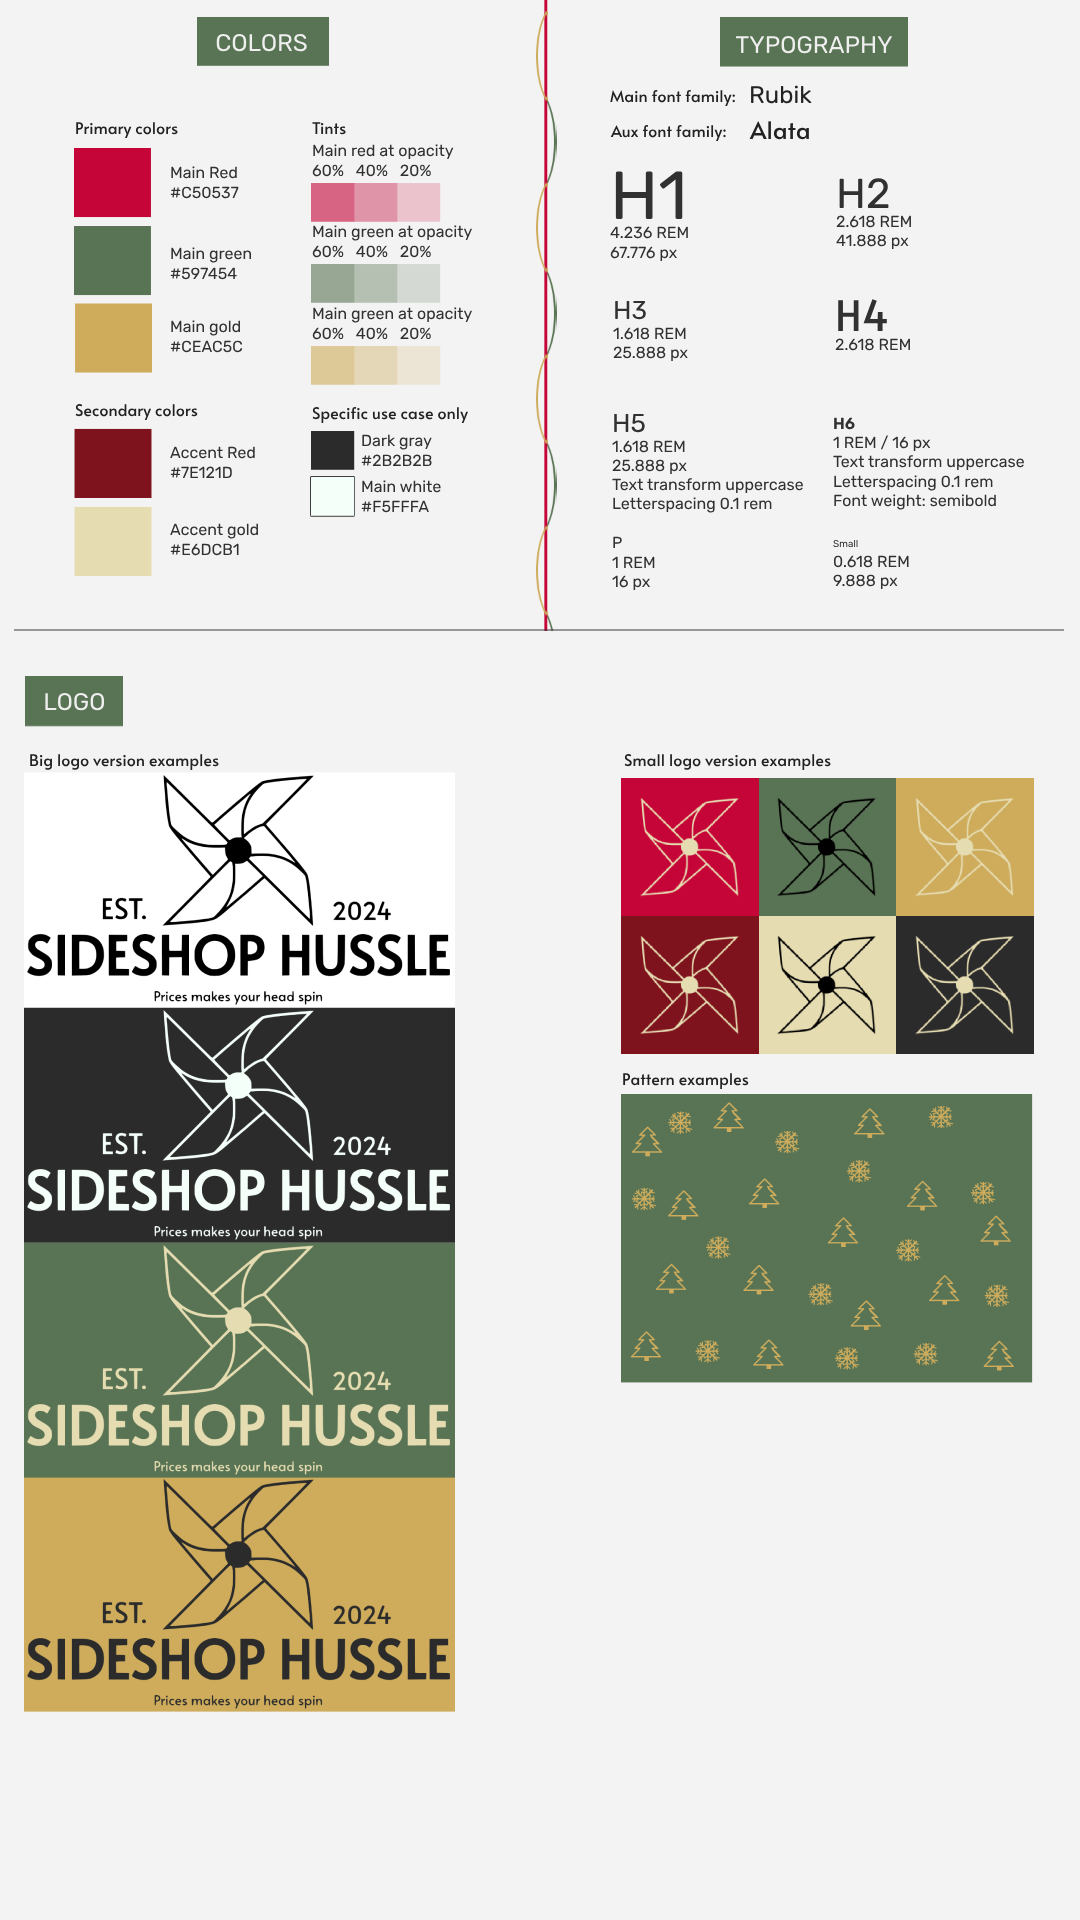 COLORS
Primary colors
Main Red
#C50537
Main green
#597454
Main gold
#CEAC5C
Secondary colors
Accent Red
#7E121D
Accent gold
#E6DCB1
Tints
Main red at opacity
60% 40% 20%
Main green at opacity
60% 40% 20%
Main green at opacity
60% 40% 20%
Specific use case only
Dark gray
#2B2B2B
Main white
#F5FFFA
TYPOGRAPHY
Main font family: Rubik
Aux font family: Alata
H1
4.236 REM
67.776 px
H2
2.618 REM
41.888 px
H3
1.618 REM
25.888 px
H4
2.618 REM
H5
1.618 REM
25.888 px
Text transform uppercase
Letterspacing 0.1 rem
H6
1 REM / 16 px
Text transform uppercase
Letterspacing 0.1 rem
Font weight: semibold
P
1 REM
16 px
Small
0.618 REM
9.888 px
LOGO
Big logo version examples
EST. 2024
SIDESHOP HUSSLE
Prices makes your head spin
EST. 2024
SIDESHOP HUSSLE
Prices makes your head spin
EST. 2024
SIDESHOP HUSSLE
Prices makes your head spin
EST. 2024
SIDESHOP HUSSLE
Prices makes your head spin
Small logo version examples
Pattern examples